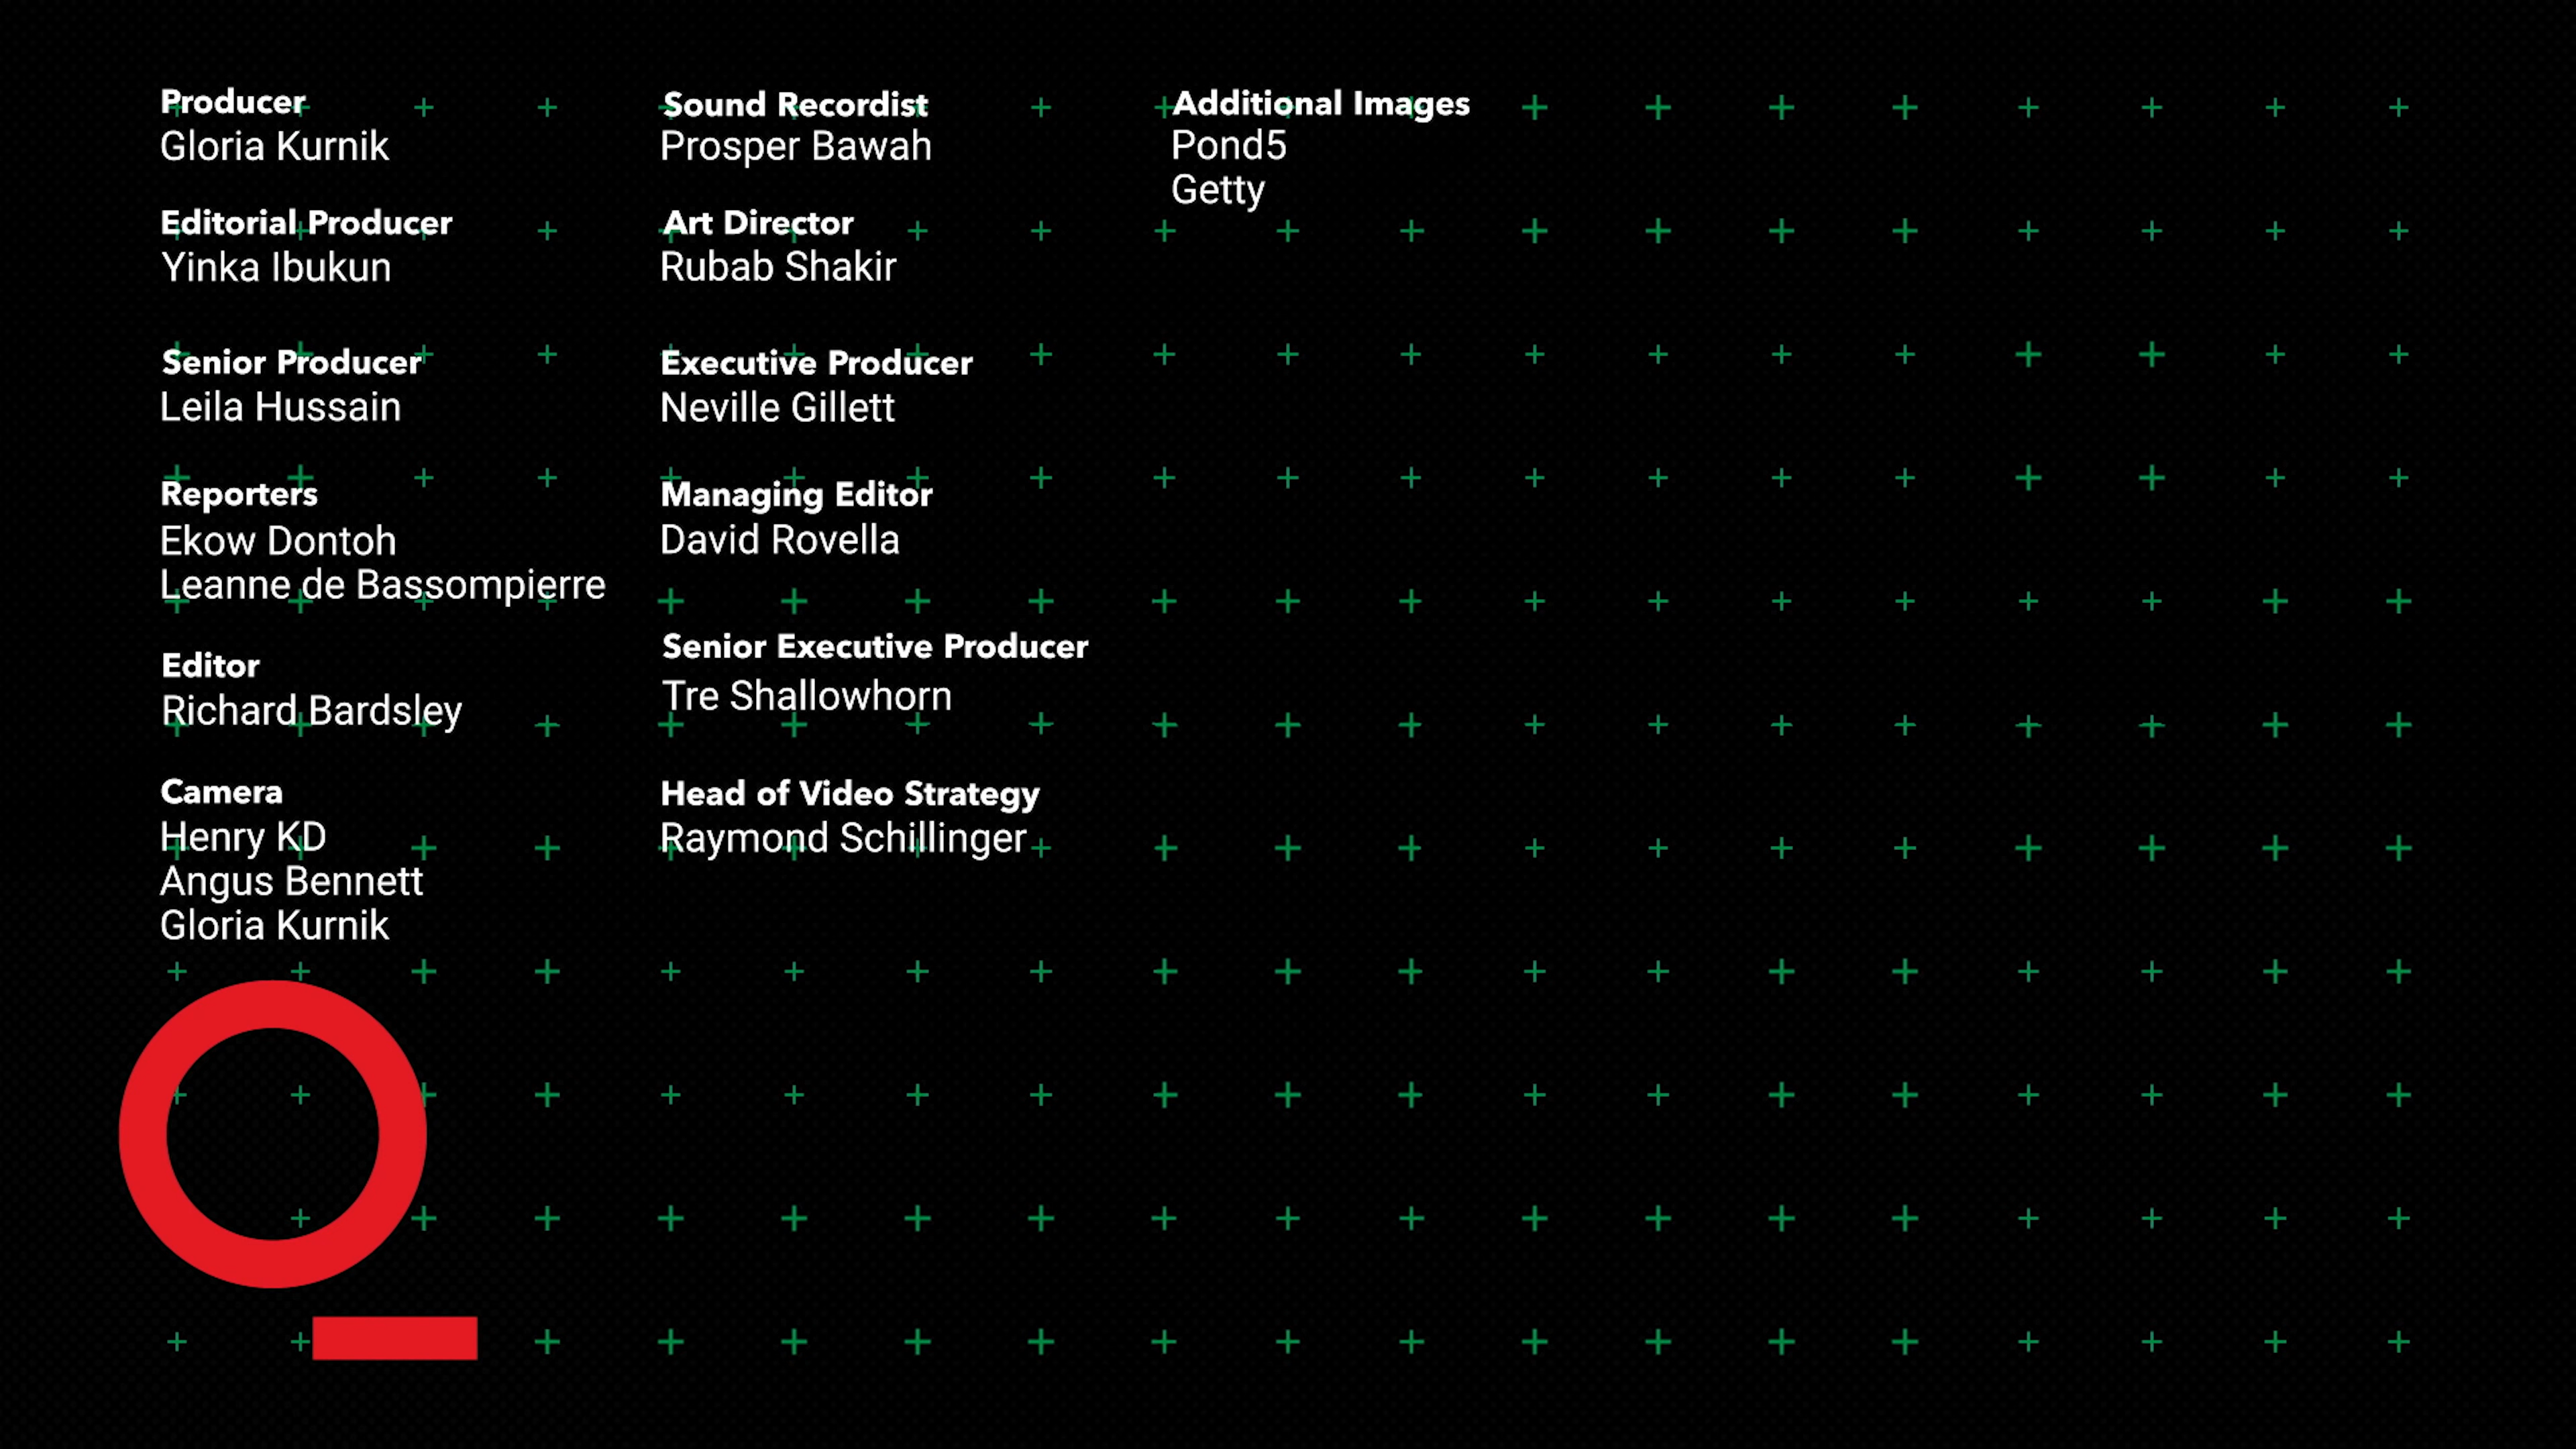 Producer
Gloria Kurnik
Editorial Producer
Yinka Ibukun
Senior Producer
Leila Hussain
Reporters
Ekow Dontoh
Leanne de Bassompierre
Editor
Richard Bardsley
Camera
Henry KD
Angus Bennett
Gloria Kurnik
Sound Recordist
Prosper Bawah
Art Director
Rubab Shakir
Executive Producer
Neville Gillett
Managing Editor
David Rovella
Senior Executive Producer
Tre Shallowhorn
Head of Video Strategy
Raymond Schillinger
Additional Images
Pond5
Getty